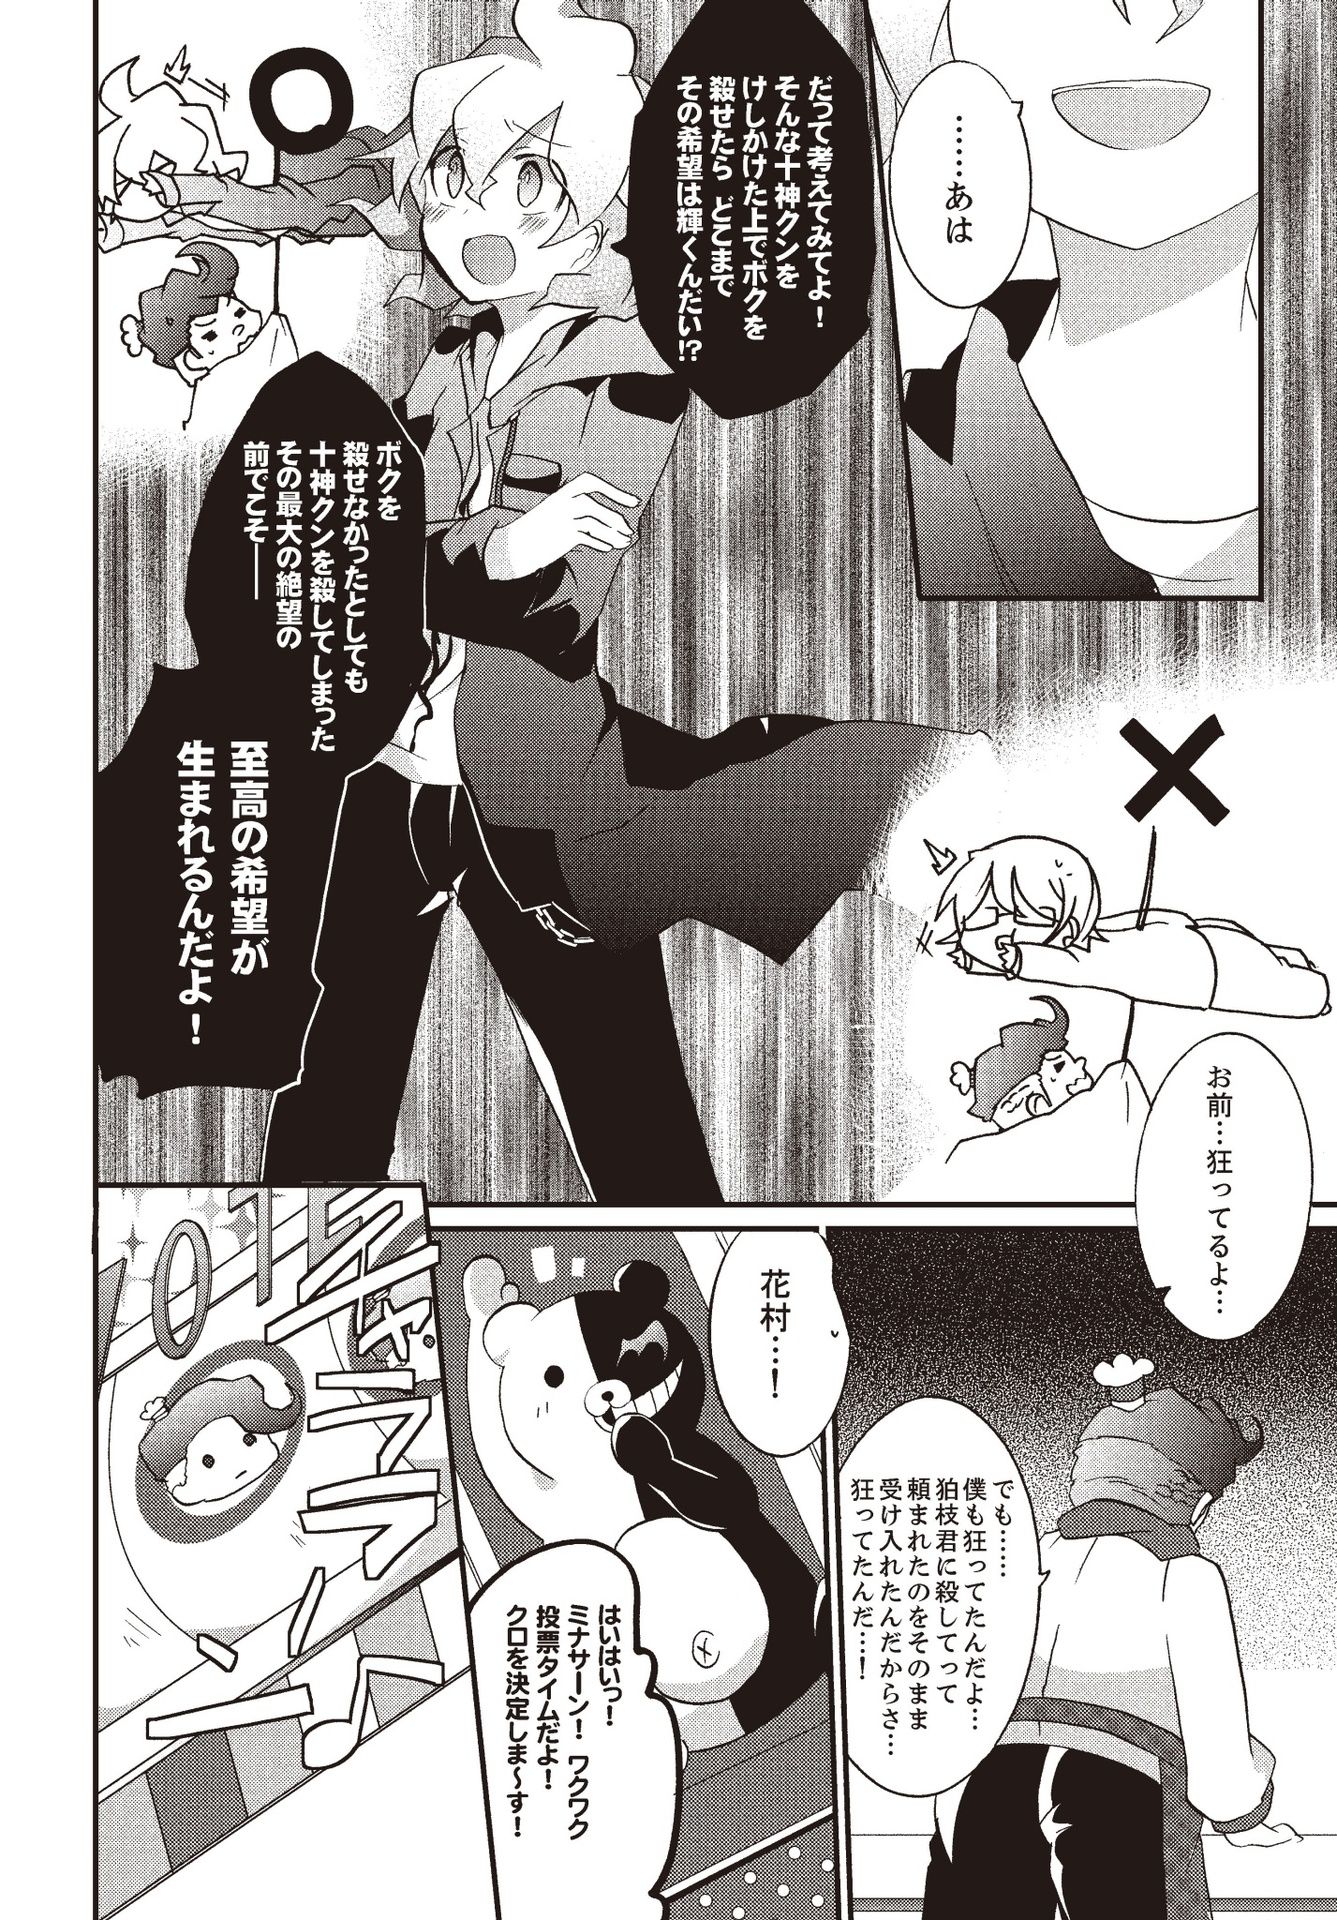 ……あは
だって考えてみてよ！
そんな十神クンを
けしかけた上でボクを
殺せたら どこまで
その希望は輝くんだい!?
ボクを
殺せなかったとしても
十神クンを殺してしまった
その最大の絶望の
前でこそ――
至高の希望が
生まれるんだよ！
お前…狂ってるよ…
でも……
僕も狂ってたんだよ…
狛枝君に殺してって
頼まれたのをそのまま
受け入れたんだからさ…
狂ってたんだ…！
花村…！
はいはいっ！
ミナサーン！ ワクワク
投票タイムだよ！
クロを決定しま～す！
VOTE